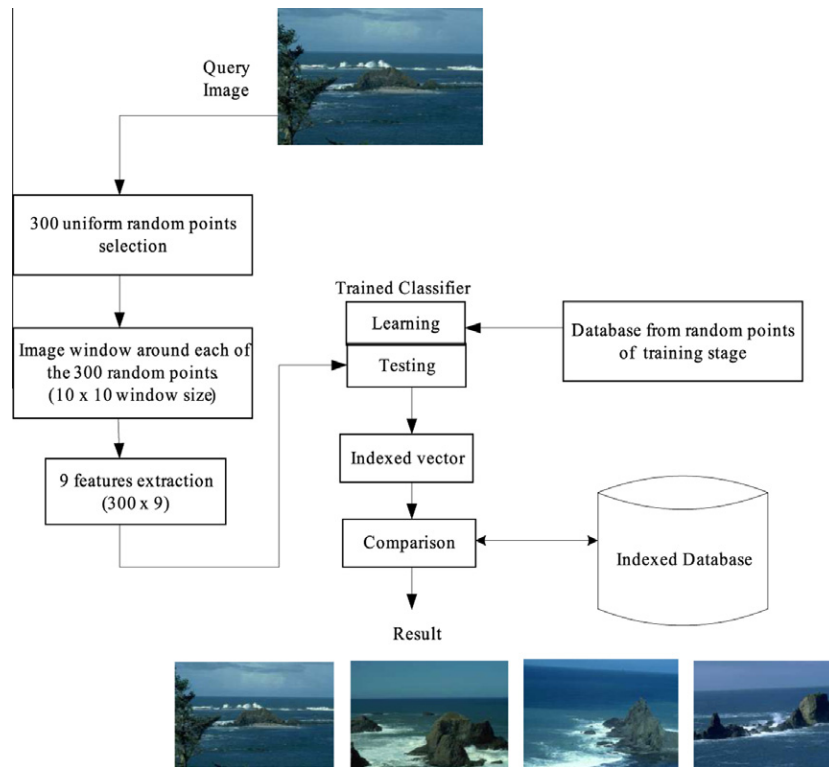 Query
Image
300 uniform random points
selection
Image window around each of
the 300 random points.
(10 x 10 window size)
9 features extraction
(300 x 9)
Trained Classifier
Learning
Testing
Database from random points
of training stage
Indexed vector
Comparison
Indexed Database
Result